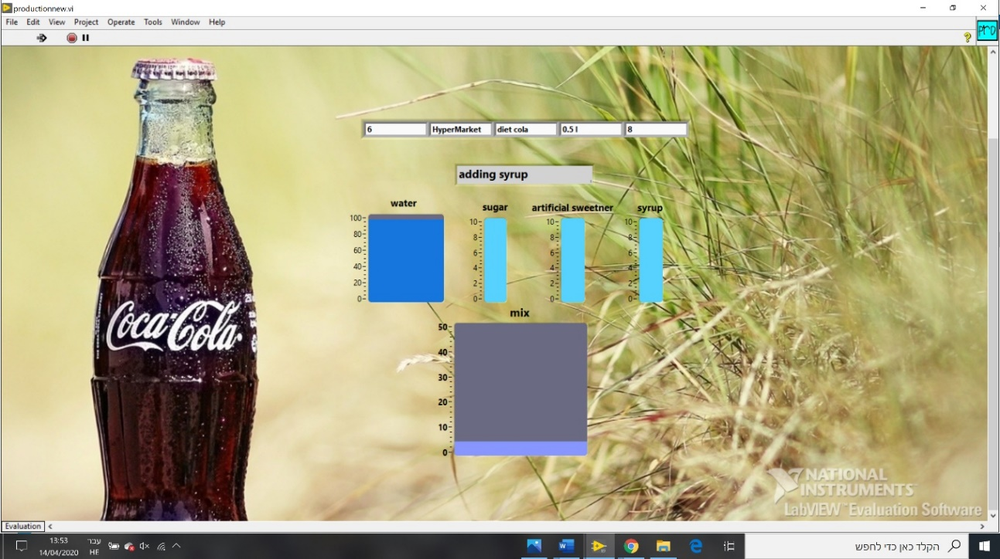 productionnew.vi
File Edit View Project Operate Tools Window Help
pro
6 HyperMarket diet cola 0.5 l 8
adding syrup
water sugar artificial sweetner syrup
100 10 10 10
80 8 8 8
60 6 6 6
40 4 4 4
20 2 2 2
0 0 0 0
Coca-Cola
mix
50
40
30
20
10
0
NATIONAL
INSTRUMENTS
LabVIEW™ Evaluation Software
Evaluation
13:53
14/04/2020
עבר
HE
הקלד כאן כדי לחפש